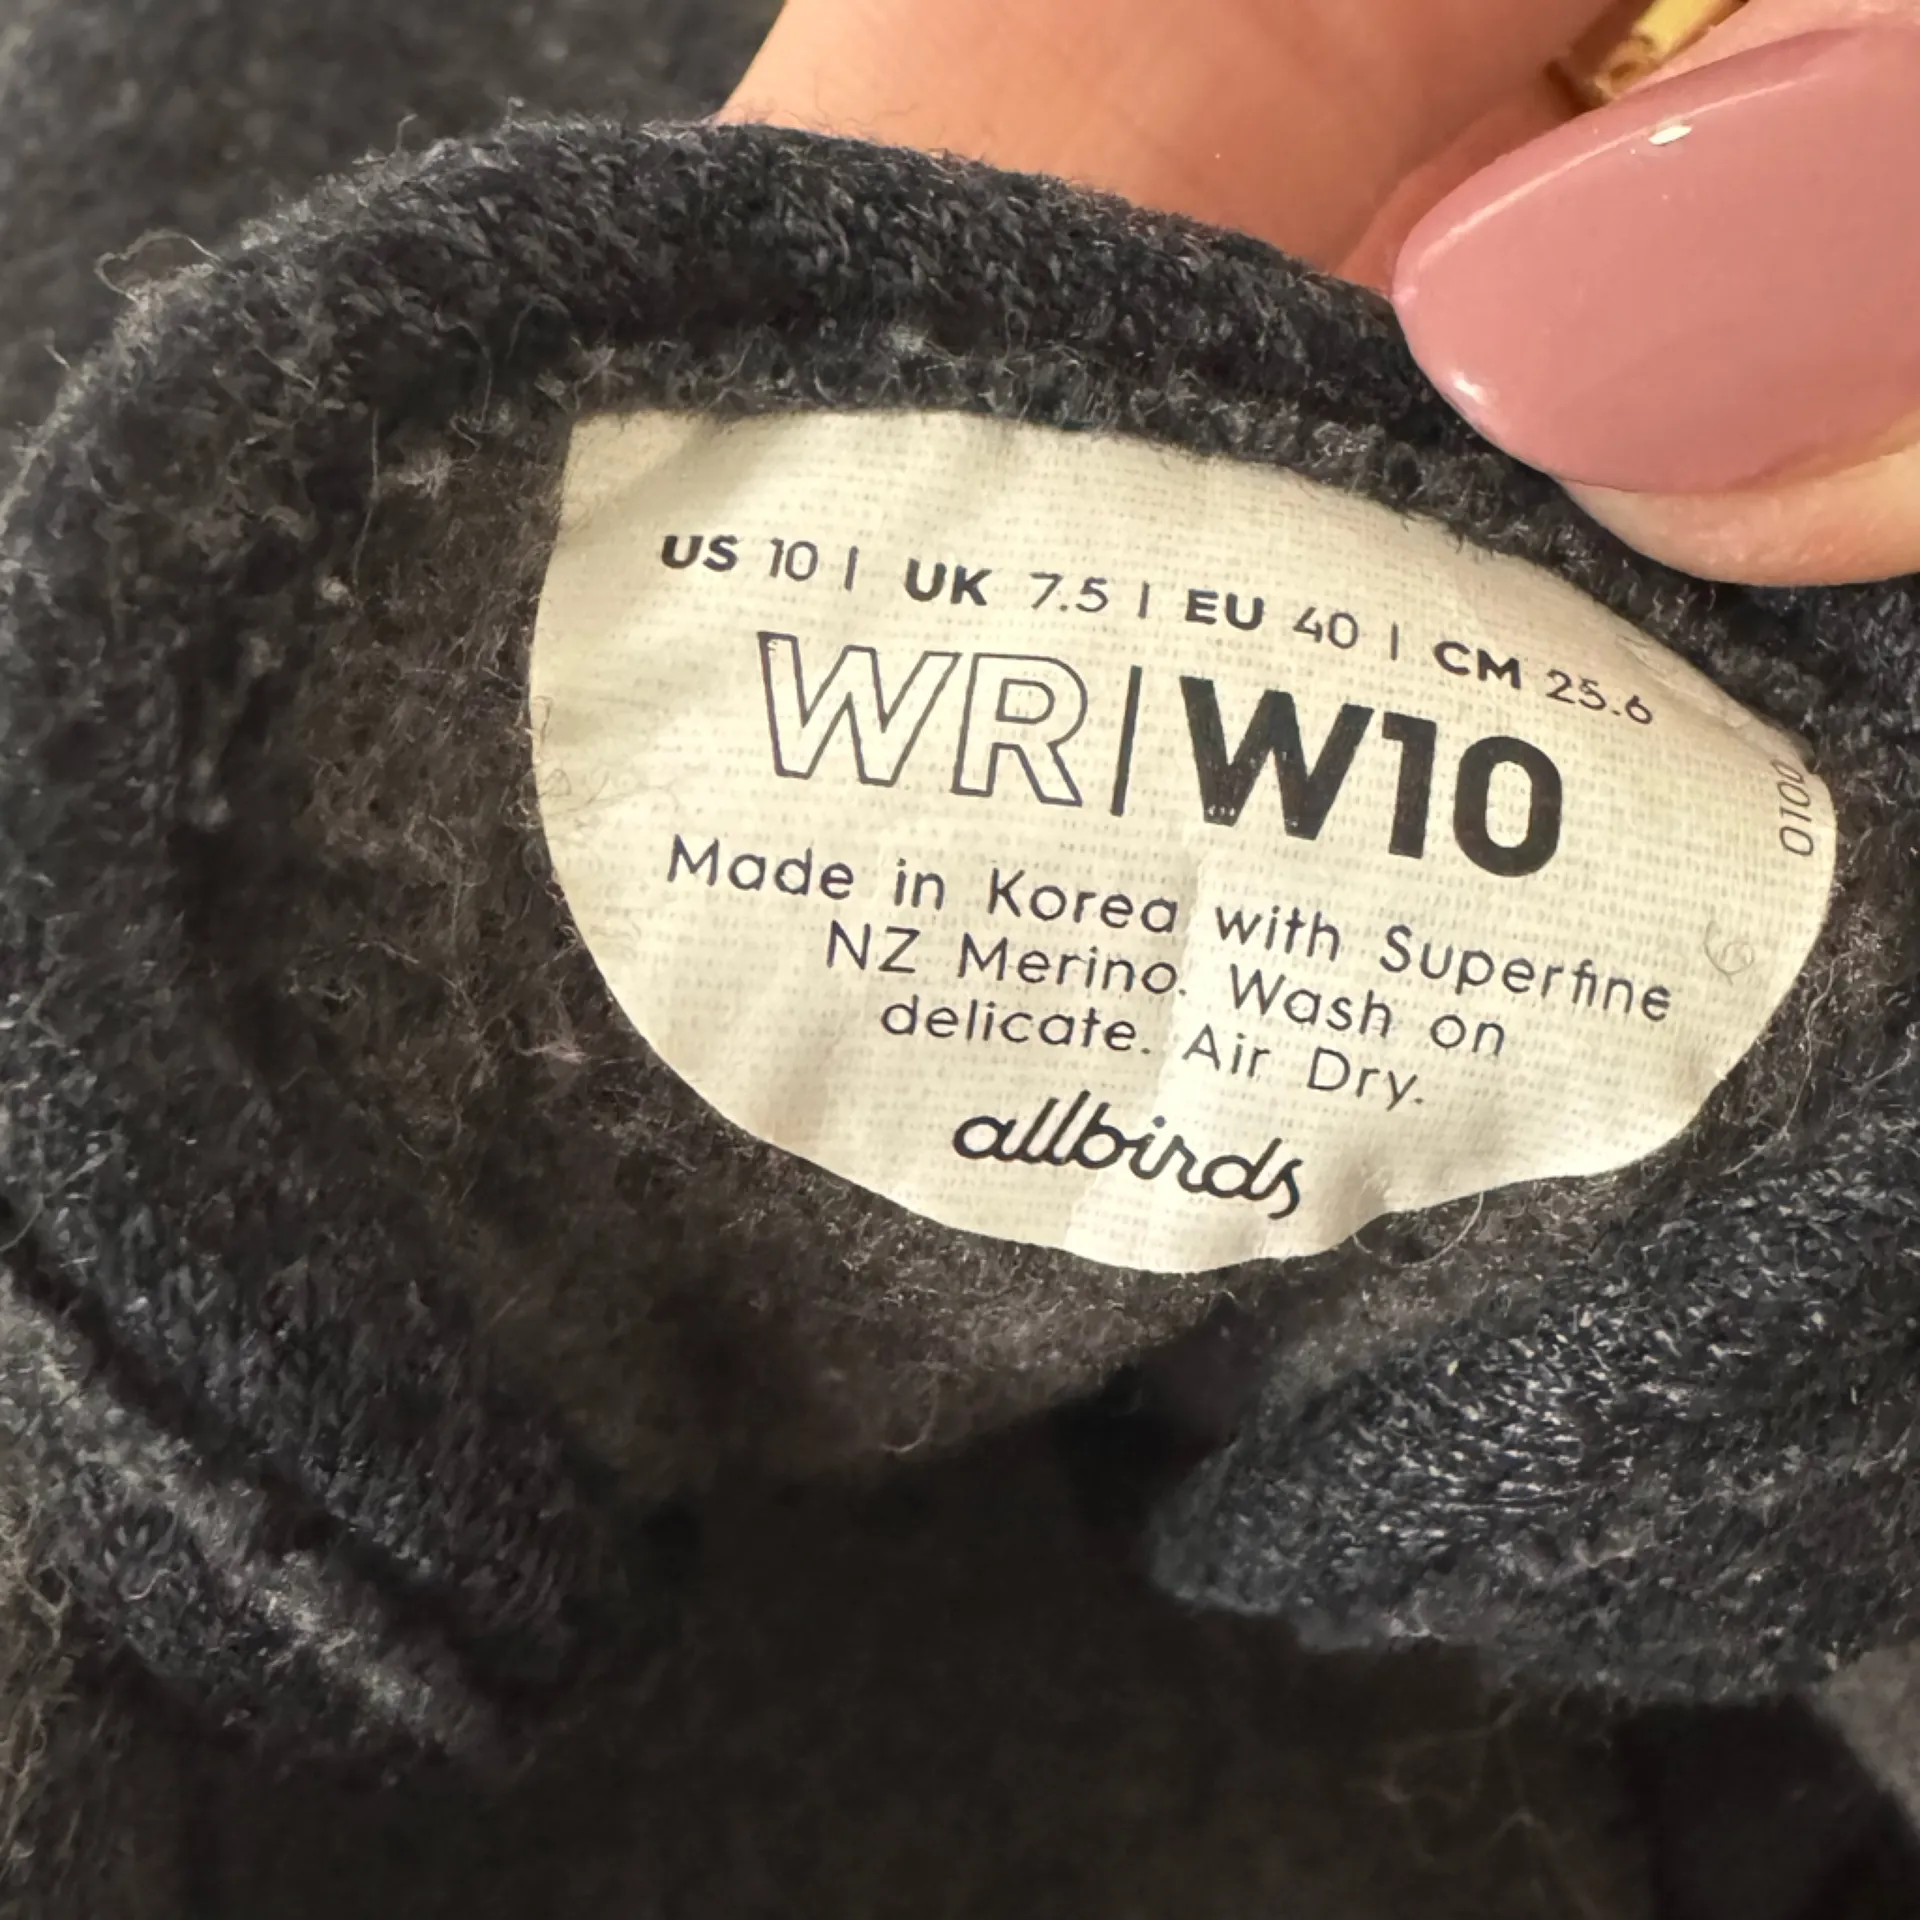 US 10 | UK 7.5 | EU 40 | CM 25.6
WR | W10
Made in Korea with Superfine
NZ Merino. Wash on
delicate. Air Dry.
allbirds
0100